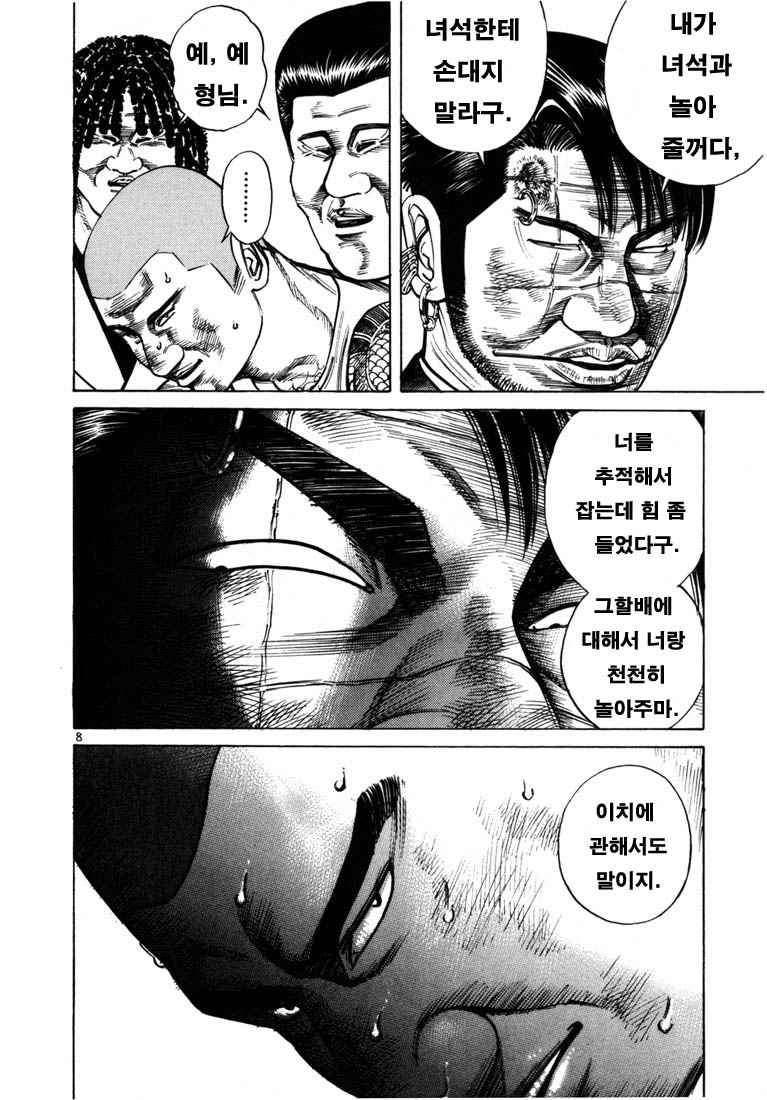 내가
녀석과
놀아
줄꺼다,
녀석한테
손대지
말라구.
예, 예
형님.
………
너를
추적해서
잡는데 힘 좀
들었다구.
그할배에
대해서 너랑
천천히
놀아주마.
8
이치에
관해서도
말이지.